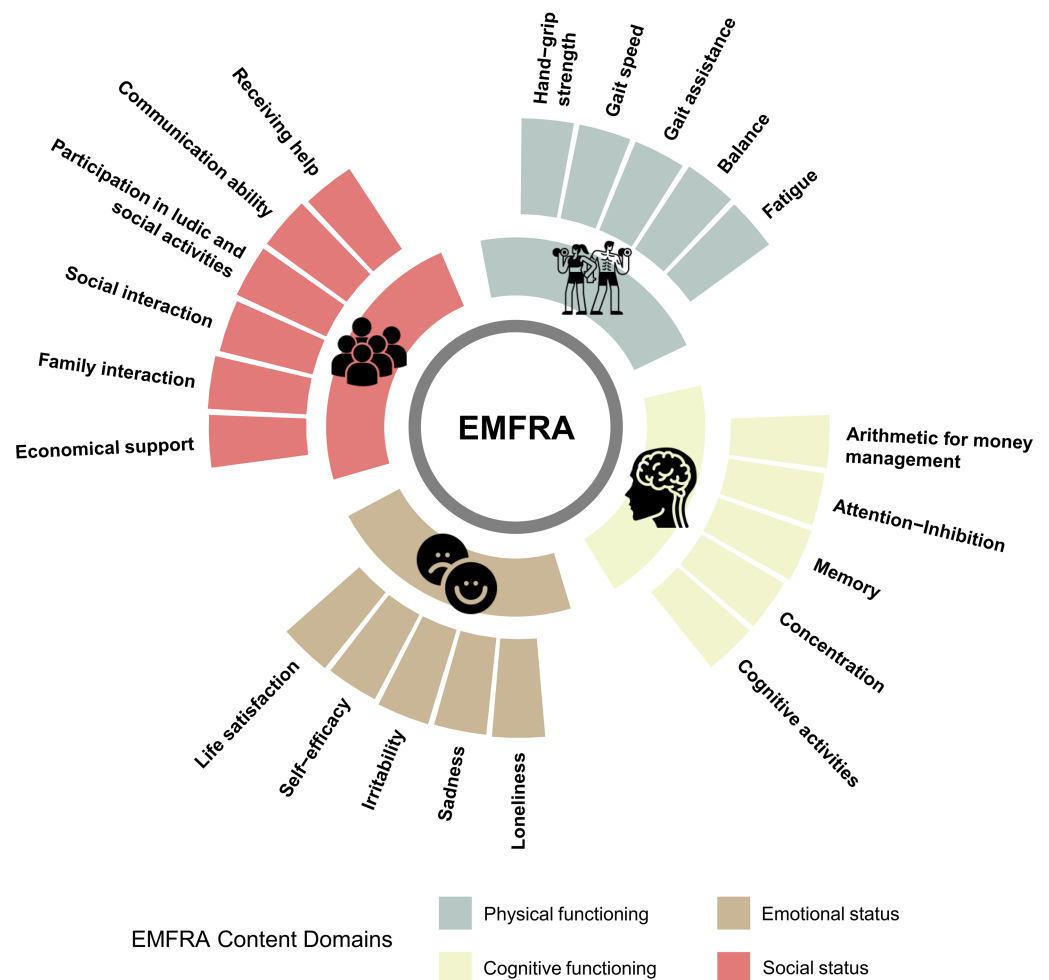 Hand-grip
strength
Gait speed
Gait assistance
Balance
Fatigue
Receiving help
Communication ability
Participation in ludic and
social activities
Social interaction
Family interaction
Economical support
EMFRA
Arithmetic for money
management
Attention-Inhibition
Memory
Concentration
Cognitive activities
Life satisfaction
Self-efficacy
Irritability
Sadness
Loneliness
EMFRA Content Domains
Physical functioning
Emotional status
Cognitive functioning
Social status